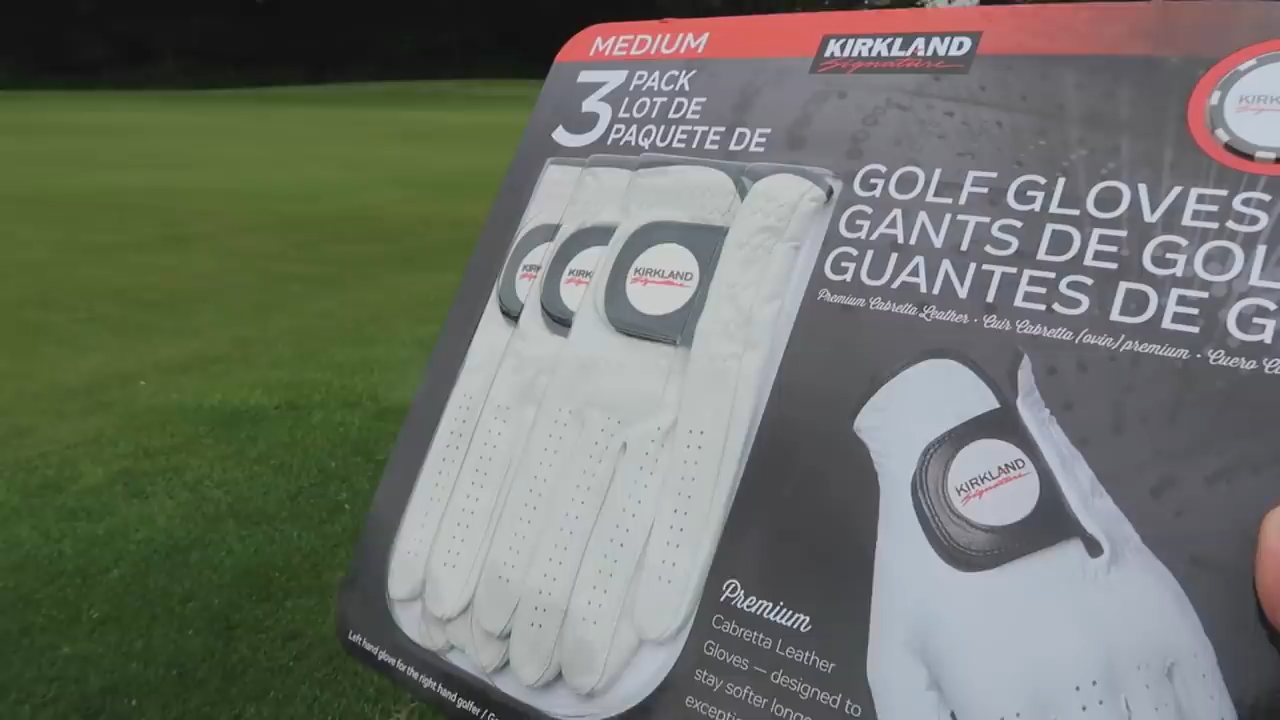 MEDIUM
KIRKLAND
Signature
3 PACK
LOT DE
PAQUETE DE
GOLF GLOVES
GANTS DE GOL
GUANTES DE G
Premium Cabretta Leather • Cuir Cabretta (ovin) premium • Cuero
KIRKLAND
Signature
KIRKLAND
Signature
Premium
Cabretta Leather
Gloves — designed to
stay softer longe
Left hand glove for the right hand golfer /